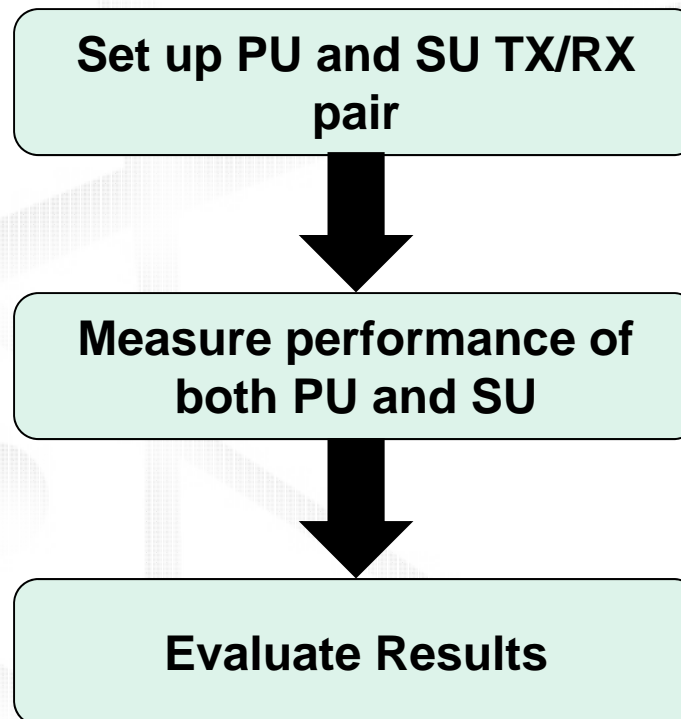 Set up PU and SU TX/RX
pair
Measure performance of
both PU and SU
Evaluate Results